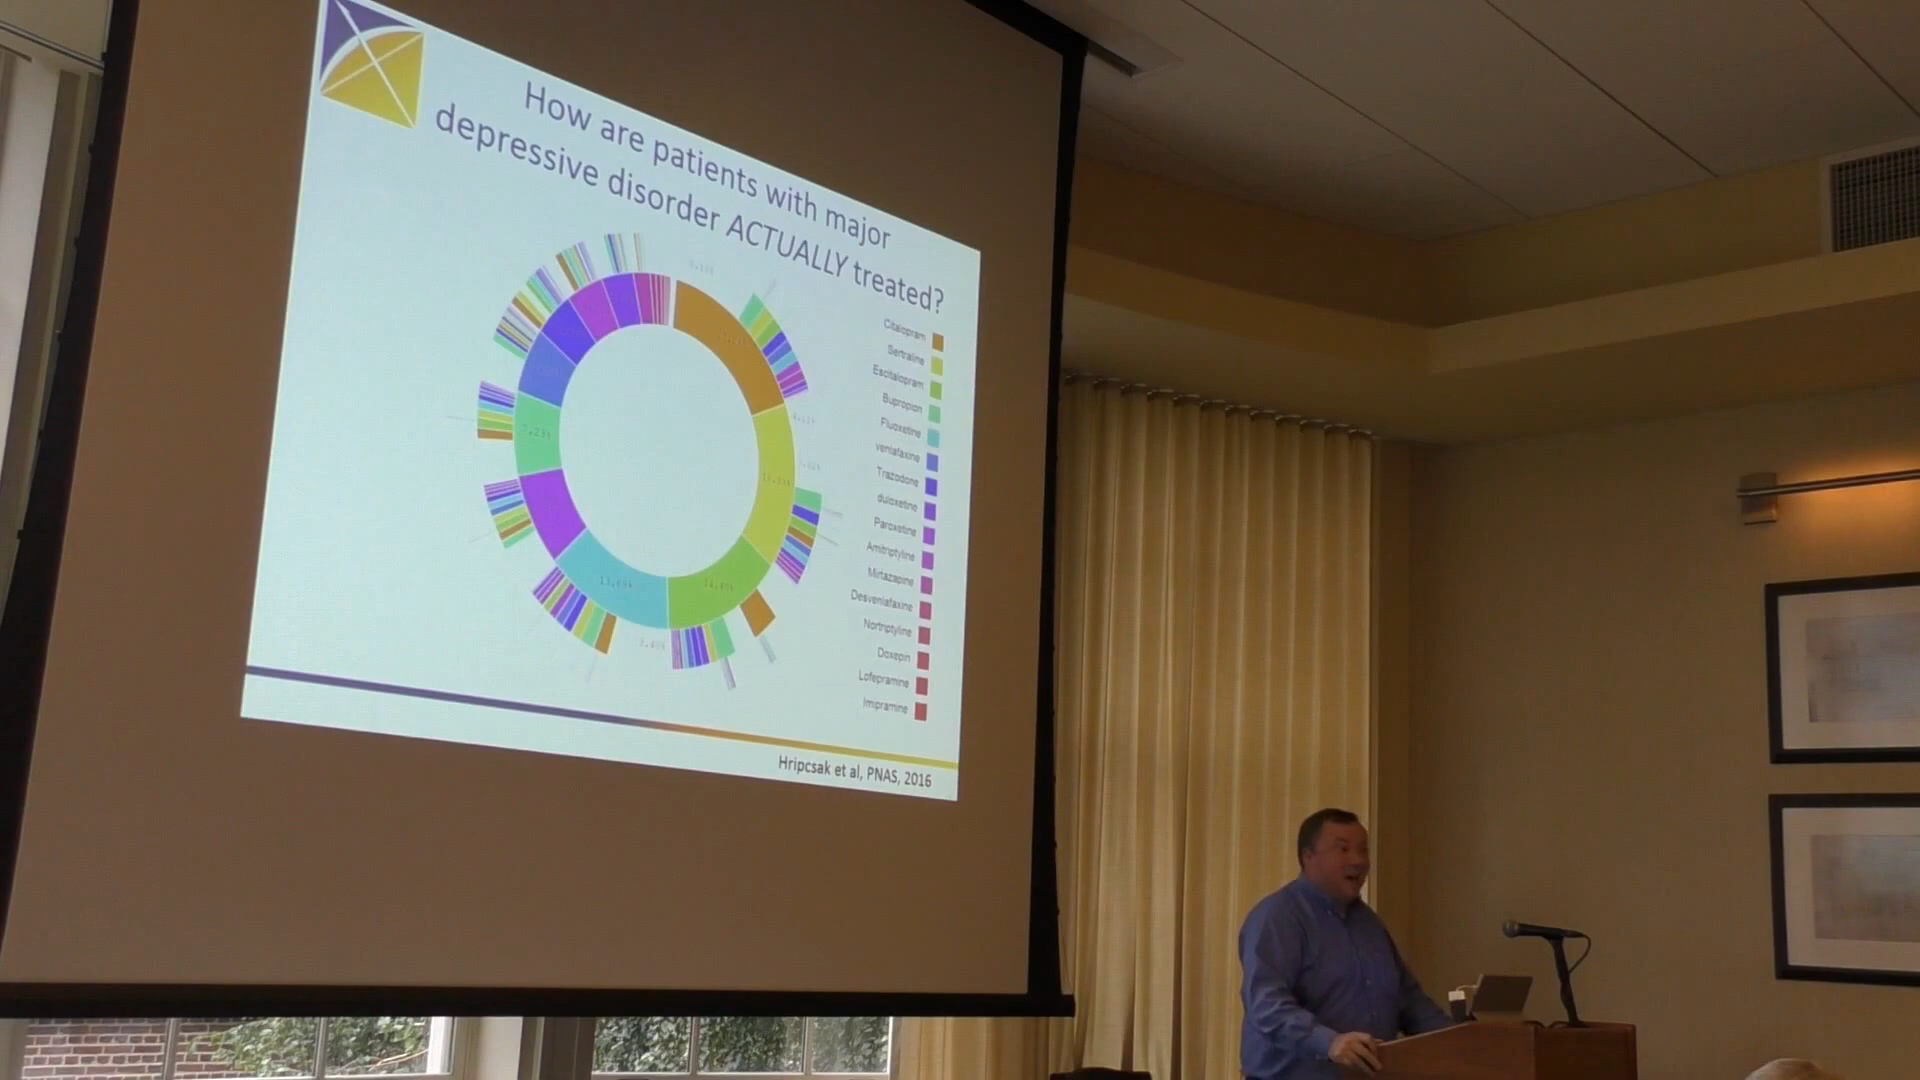 How are patients with major
depressive disorder ACTUALLY treated?
Citalopram
Sertraline
Escitalopram
Bupropion
Fluoxetine
venlafaxine
Trazodone
duloxetine
Paroxetine
Amitriptyline
Mirtazapine
Desvenlafaxine
Nortriptyline
Doxepin
Lofepramine
Imipramine
Hripcsak et al, PNAS, 2016